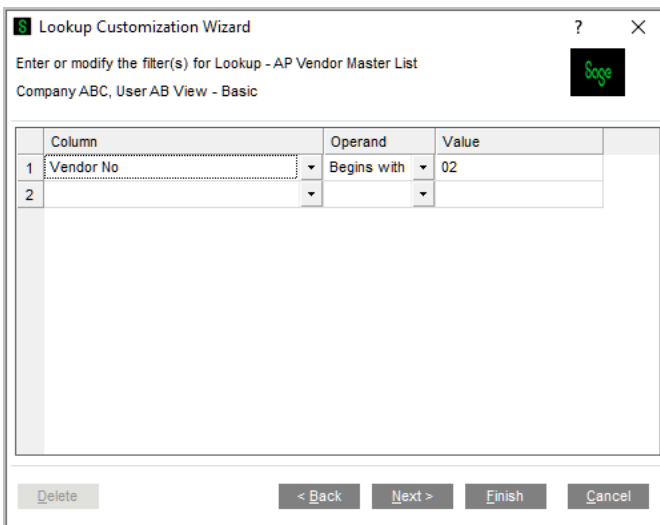 S Lookup Customization Wizard ? X
Enter or modify the filter(s) for Lookup - AP Vendor Master List
Sage
Company ABC, User AB View - Basic
Column Operand Value
1 Vendor No Begins with 02
2
Delete < Back Next > Finish Cancel